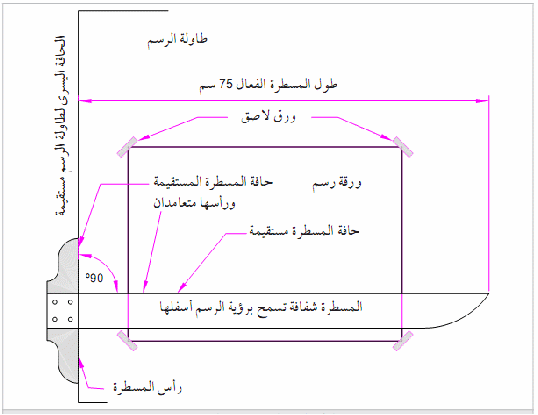 طاولة الرسم
الحافة اليسرى لطاولة الرسم مستقيمة
طول المسطرة الفعال 75 سم
ورق لاصق
ورقة رسم
حافة المسطرة المستقيمة
ورأسها متعامدان
حافة المسطرة مستقيمة
90°
المسطرة شفافة تسمح برؤية الرسم أسفلها
رأس المسطرة